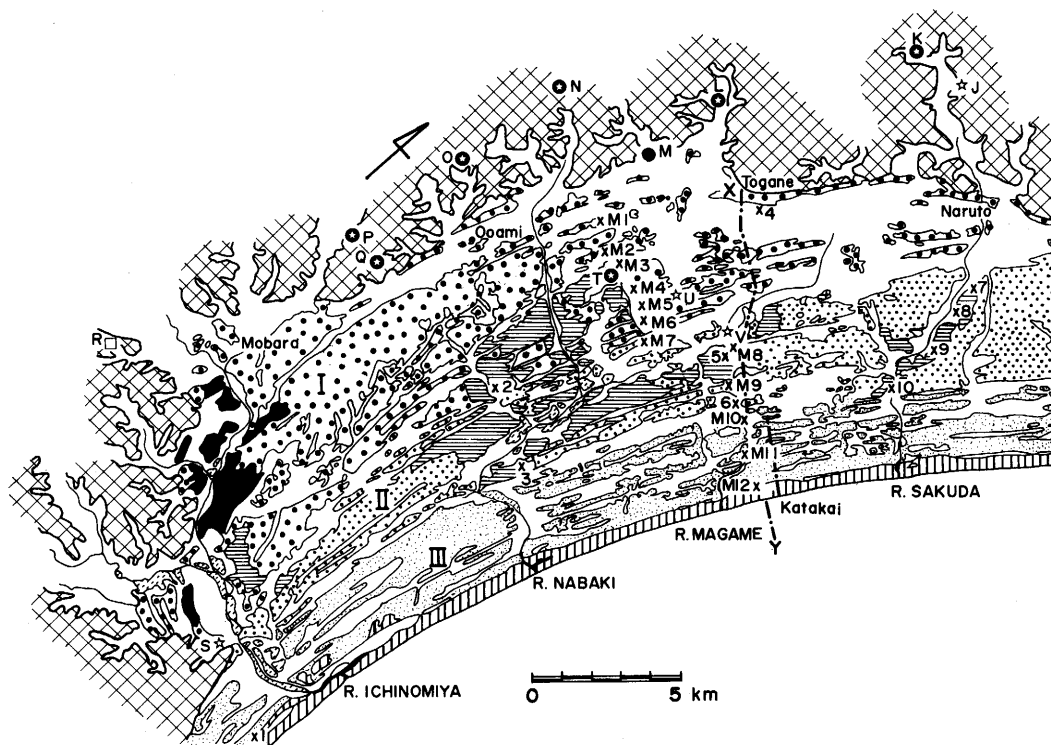 K
J
N
L
M
O
X
Togane
x4
Naruto
P
Q
Ooami
xM1
xM2
T
xM3
xM4
U
xM5
xM6
xM7
V
x7
x8
x9
R
Mobara
I
5x
xM8
x2
xM9
x10
6x
M10x
xM11
x
3
M12x
II
III
Katakai
R. SAKUDA
R. MAGAME
Y
R. NABAKI
S
R. ICHINOMIYA
x1
0 5 km